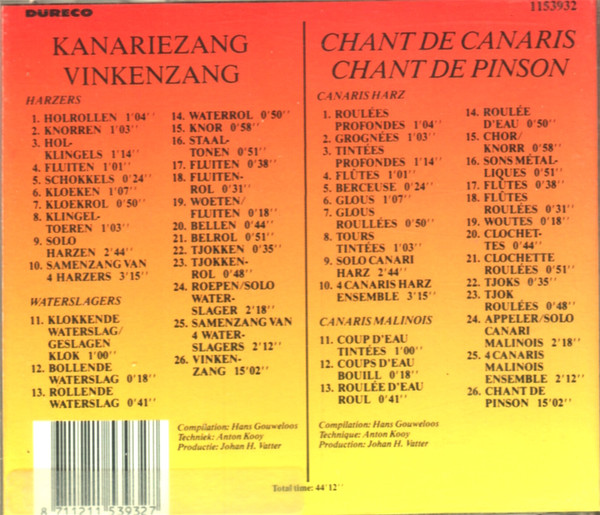 DURECO
1153932
KANARIEZANG
VINKENZANG
HARZERS
1. HOLROLLEN 1'04''
2. KNORREN 1'03''
3. HOL-
KLINGELS 1'14''
4. FLUITEN 1'01''
5. SCHOKKELS 0'24''
6. KLOEKEN 1'07''
7. KLOEKROL 0'50''
8. KLINGEL-
TOEREN 1'03''
9. SOLO
HARZEN 2'44''
10. SAMENZANG VAN
4 HARZERS 3'15''
WATERSLAGERS
11. KLOKKENDE
WATERSLAG/
GESLAGEN
KLOK 1'00''
12. BOLLENDE
WATERSLAG 0'18''
13. ROLLENDE
WATERSLAG 0'41''
14. WATERROL 0'50''
15. KNOR 0'58''
16. STAAL-
TONEN 0'51''
17. FLUITEN 0'38''
18. FLUITEN-
ROL 0'31''
19. WOETEN/
FLUITEN 0'18''
20. BELLEN 0'44''
21. BELROL 0'51''
22. TJOKKEN 0'35''
23. TJOKKEN-
ROL 0'48''
24. ROEPEN/SOLO
WATER-
SLAGER 2'18''
25. SAMENZANG VAN
4 WATER-
SLAGERS 2'12''
26. VINKEN-
ZANG 15'02''
Compilation: Hans Gouweloos
Techniek: Anton Kooy
Productie: Johan H. Vatter
8 711211 539327
CHANT DE CANARIS
CHANT DE PINSON
CANARIS HARZ
1. ROULÉES
PROFONDES 1'04''
2. GROGNÉES 1'03''
3. TINTÉES
PROFONDES 1'14''
4. FLÛTES 1'01''
5. BERCEUSE 0'24''
6. GLOUS 1'07''
7. GLOUS
ROULLÉES 0'50''
8. TOURS
TINTÉES 1'03''
9. SOLO CANARI
HARZ 2'44''
10. 4 CANARIS HARZ
ENSEMBLE 3'15''
CANARIS MALINOIS
11. COUP D'EAU
TINTÉES 1'00''
12. COUPS D'EAU
BOUILL 0'18''
13. ROULÉE D'EAU
ROUL 0'41''
14. ROULÉE
D'EAU 0'50''
15. CHOR/
KNORR 0'58''
16. SONS MÉTAL-
LIQUES 0'51''
17. FLÛTES 0'38''
18. FLÛTES
ROULÉES 0'31''
19. WOUTES 0'18''
20. CLOCHET-
TES 0'44''
21. CLOCHETTE
ROULÉES 0'51''
22. TJOKS 0'35''
23. TJOK
ROULÉES 0'48''
24. APPELER/SOLO
CANARI
MALINOIS 2'18''
25. 4 CANARIS
MALINOIS
ENSEMBLE 2'12''
26. CHANT DE
PINSON 15'02''
Compilation: Hans Gouweloos
Technique: Anton Kooy
Production: Johan H. Vatter
Total time: 44'12''